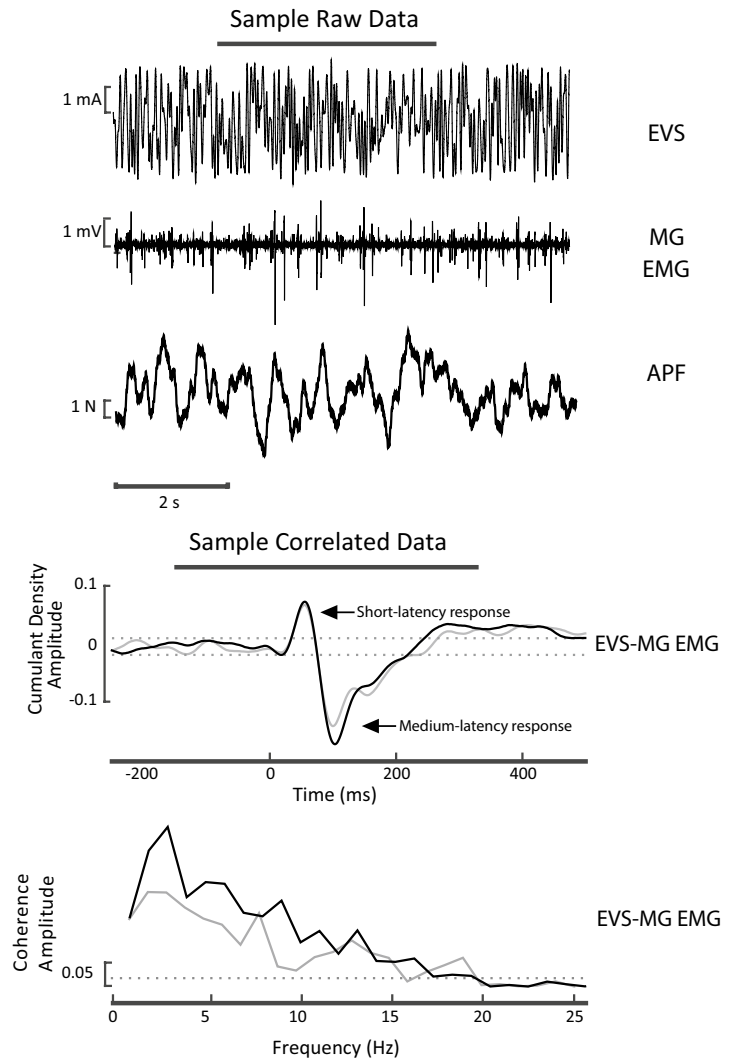 Sample Raw Data
1 mA
EVS
1 mV
MG
EMG
APF
1 N
2 s
Sample Correlated Data
Cumulant Density
Amplitude
0.1
0
-0.1
Short-latency response
EVS-MG EMG
Medium-latency response
-200 0 200 400
Time (ms)
Coherence
Amplitude
0.05
EVS-MG EMG
0 5 10 15 20 25
Frequency (Hz)